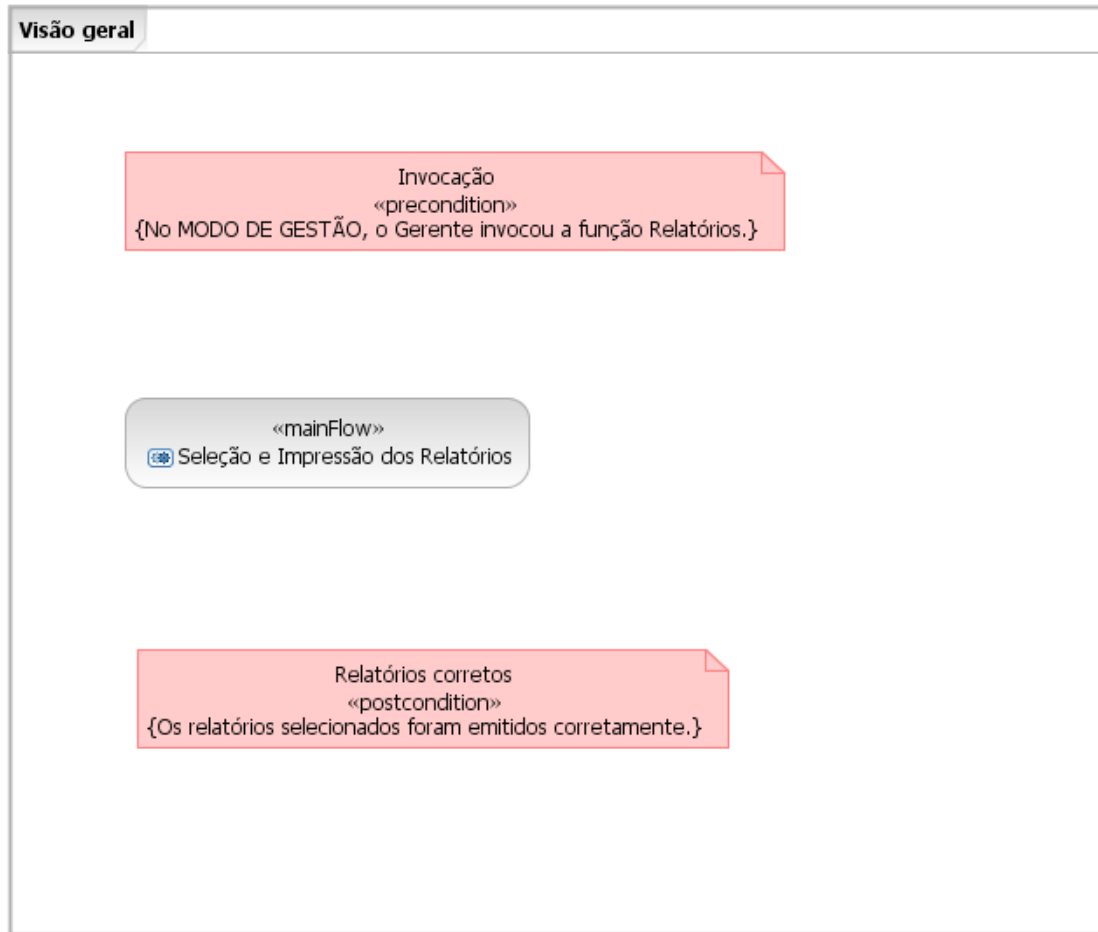 Visão geral
Invocação
«precondition»
{No MODO DE GESTÃO, o Gerente invocou a função Relatórios.}
«mainFlow»
Seleção e Impressão dos Relatórios
Relatórios corretos
«postcondition»
{Os relatórios selecionados foram emitidos corretamente.}